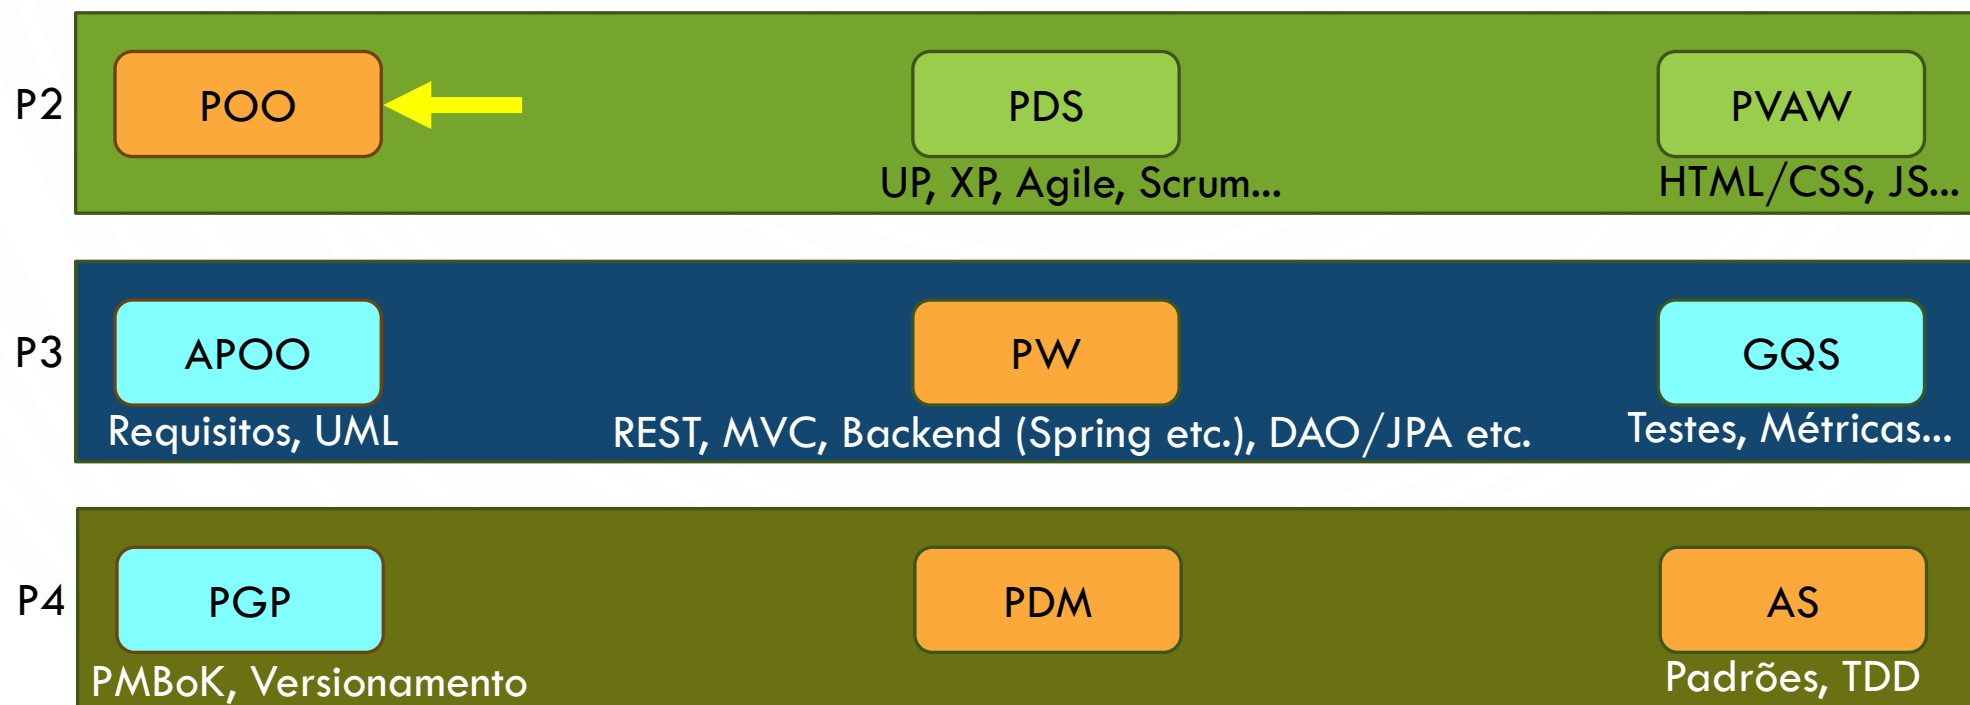 P2
POO
PDS
PVAW
UP, XP, Agile, Scrum...
HTML/CSS, JS...
P3
APOO
PW
GQS
Requisitos, UML
REST, MVC, Backend (Spring etc.), DAO/JPA etc.
Testes, Métricas...
P4
PGP
PDM
AS
PMBoK, Versionamento
Padrões, TDD